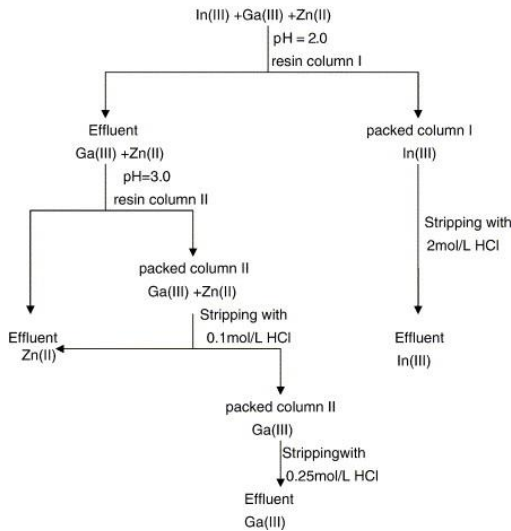 In(III) +Ga(III) +Zn(II)
pH = 2.0
resin column I
Effluent
Ga(III) +Zn(II)
packed column I
In(III)
pH=3.0
resin column II
Stripping with
2mol/L HCl
packed column II
Ga(III) +Zn(II)
Effluent
Zn(II)
Stripping with
0.1mol/L HCl
Effluent
In(III)
packed column II
Ga(III)
Strippingwith
0.25mol/L HCl
Effluent
Ga(III)